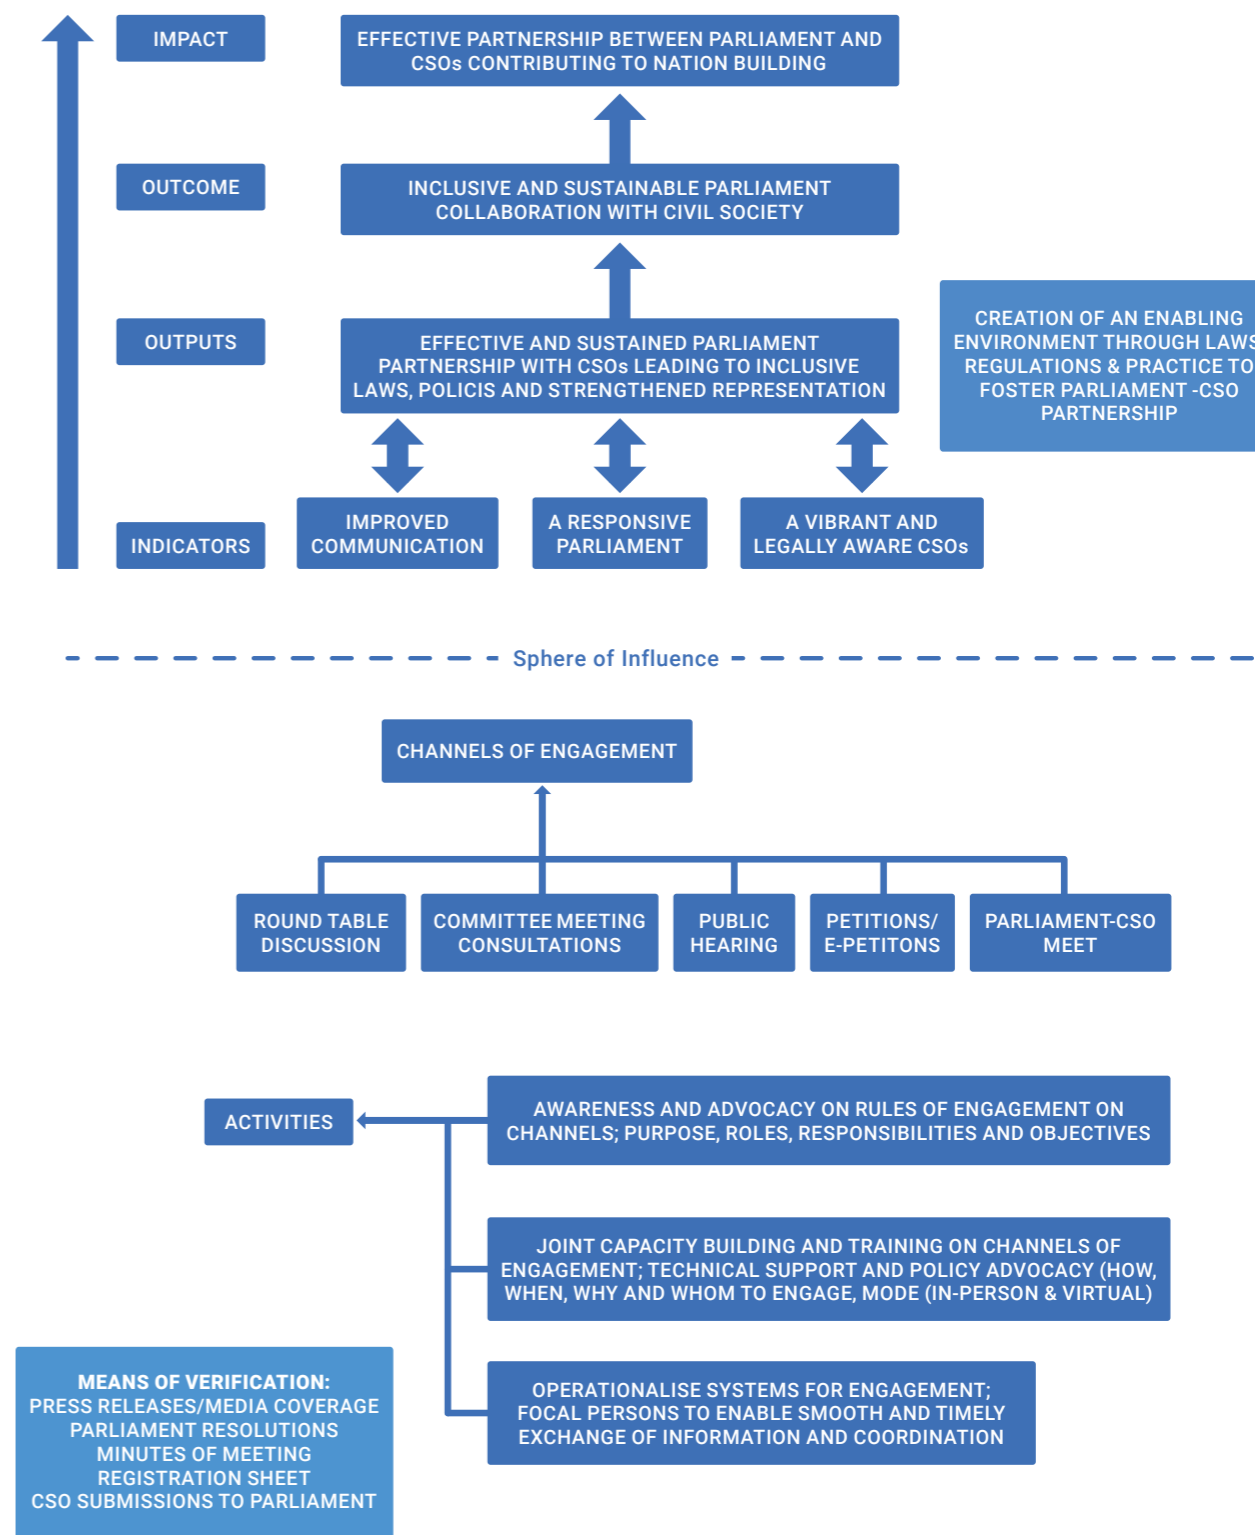 IMPACT
EFFECTIVE PARTNERSHIP BETWEEN PARLIAMENT AND
CSOs CONTRIBUTING TO NATION BUILDING
OUTCOME
INCLUSIVE AND SUSTAINABLE PARLIAMENT
COLLABORATION WITH CIVIL SOCIETY
OUTPUTS
EFFECTIVE AND SUSTAINED PARLIAMENT
PARTNERSHIP WITH CSOs LEADING TO INCLUSIVE
LAWS, POLICIS AND STRENGTHENED REPRESENTATION
CREATION OF AN ENABLING
ENVIRONMENT THROUGH LAWS
REGULATIONS & PRACTICE TO
FOSTER PARLIAMENT -CSO
PARTNERSHIP
INDICATORS
IMPROVED
COMMUNICATION
A RESPONSIVE
PARLIAMENT
A VIBRANT AND
LEGALLY AWARE CSOs
Sphere of Influence
CHANNELS OF ENGAGEMENT
ROUND TABLE
DISCUSSION
COMMITTEE MEETING
CONSULTATIONS
PUBLIC
HEARING
PETITIONS/
E-PETITONS
PARLIAMENT-CSO
MEET
ACTIVITIES
AWARENESS AND ADVOCACY ON RULES OF ENGAGEMENT ON
CHANNELS; PURPOSE, ROLES, RESPONSIBILITIES AND OBJECTIVES
JOINT CAPACITY BUILDING AND TRAINING ON CHANNELS OF
ENGAGEMENT; TECHNICAL SUPPORT AND POLICY ADVOCACY (HOW,
WHEN, WHY AND WHOM TO ENGAGE, MODE (IN-PERSON & VIRTUAL)
OPERATIONALISE SYSTEMS FOR ENGAGEMENT;
FOCAL PERSONS TO ENABLE SMOOTH AND TIMELY
EXCHANGE OF INFORMATION AND COORDINATION
MEANS OF VERIFICATION:
PRESS RELEASES/MEDIA COVERAGE
PARLIAMENT RESOLUTIONS
MINUTES OF MEETING
REGISTRATION SHEET
CSO SUBMISSIONS TO PARLIAMENT